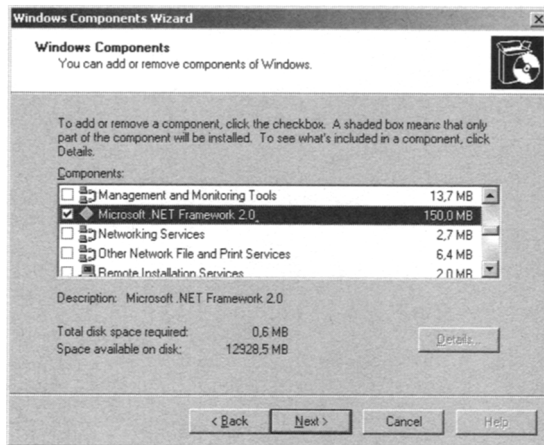 Windows Components Wizard
Windows Components
You can add or remove components of Windows.
To add or remove a component, click the checkbox. A shaded box means that only
part of the component will be installed. To see what's included in a component, click
Details.
Components:
Management and Monitoring Tools 13,7 MB
Microsoft .NET Framework 2.0 150,0 MB
Networking Services 2,7 MB
Other Network File and Print Services 6,4 MB
Remote Installation Services 2,0 MB
Description: Microsoft .NET Framework 2.0
Total disk space required: 0,6 MB
Space available on disk: 12928,5 MB
Details...
< Back Next > Cancel Help